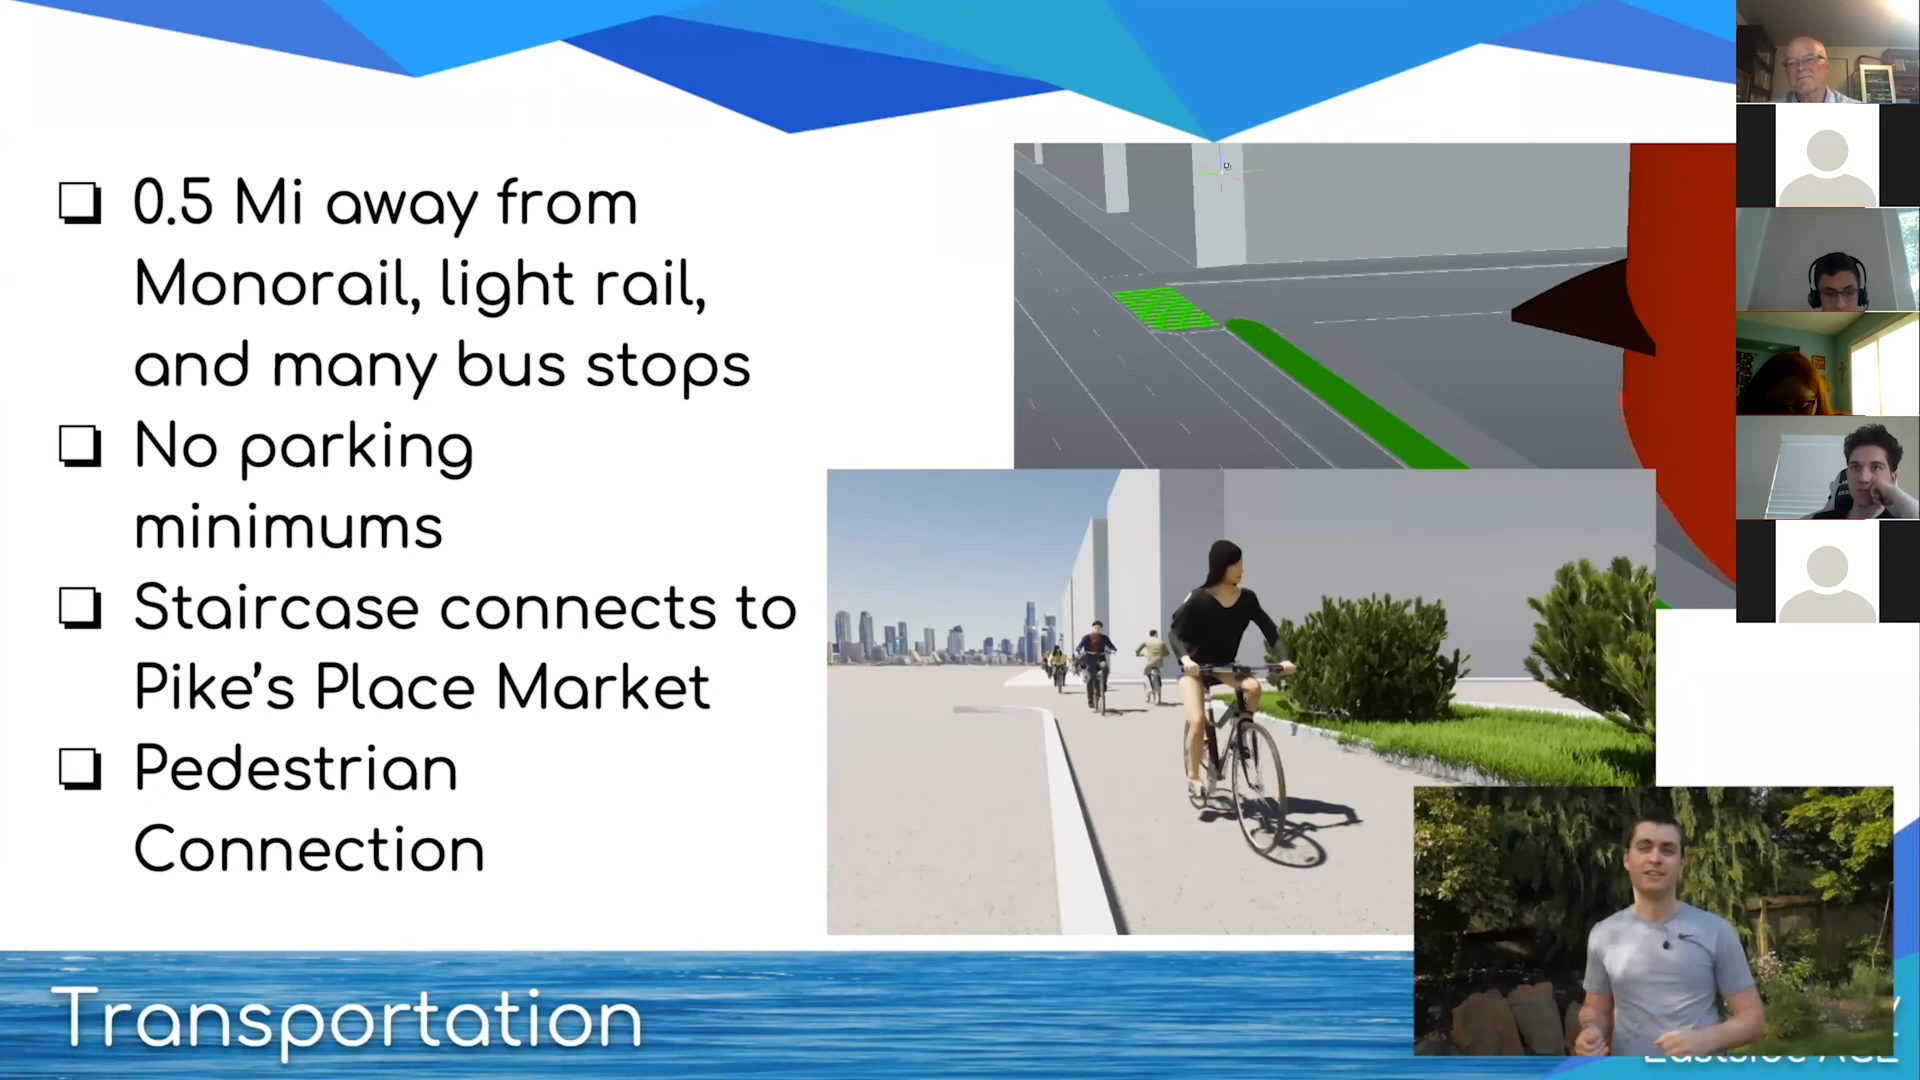 0.5 Mi away from
Monorail, light rail,
and many bus stops
No parking
minimums
Staircase connects to
Pike's Place Market
Pedestrian
Connection
Transportation